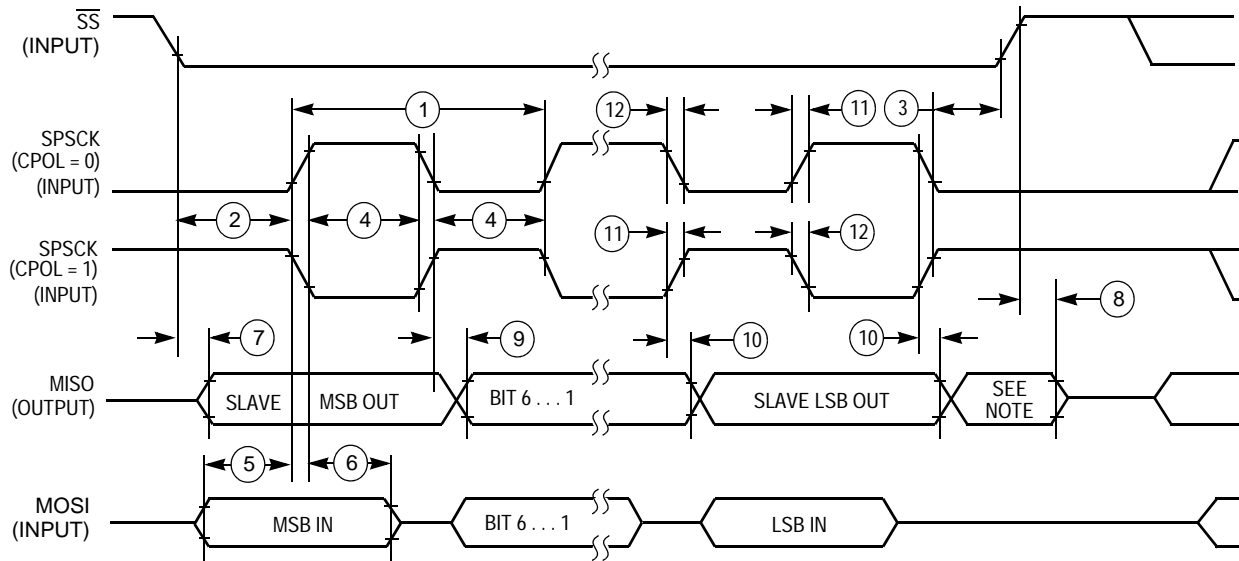 SS
(INPUT)
1
12
11
3
SPSCK
(CPOL = 0)
(INPUT)
2
4
4
SPSCK
(CPOL = 1)
(INPUT)
11
12
8
7
9
10
10
MISO
(OUTPUT)
SLAVE
MSB OUT
BIT 6 . . . 1
SLAVE LSB OUT
SEE
NOTE
5
6
MOSI
(INPUT)
MSB IN
BIT 6 . . . 1
LSB IN